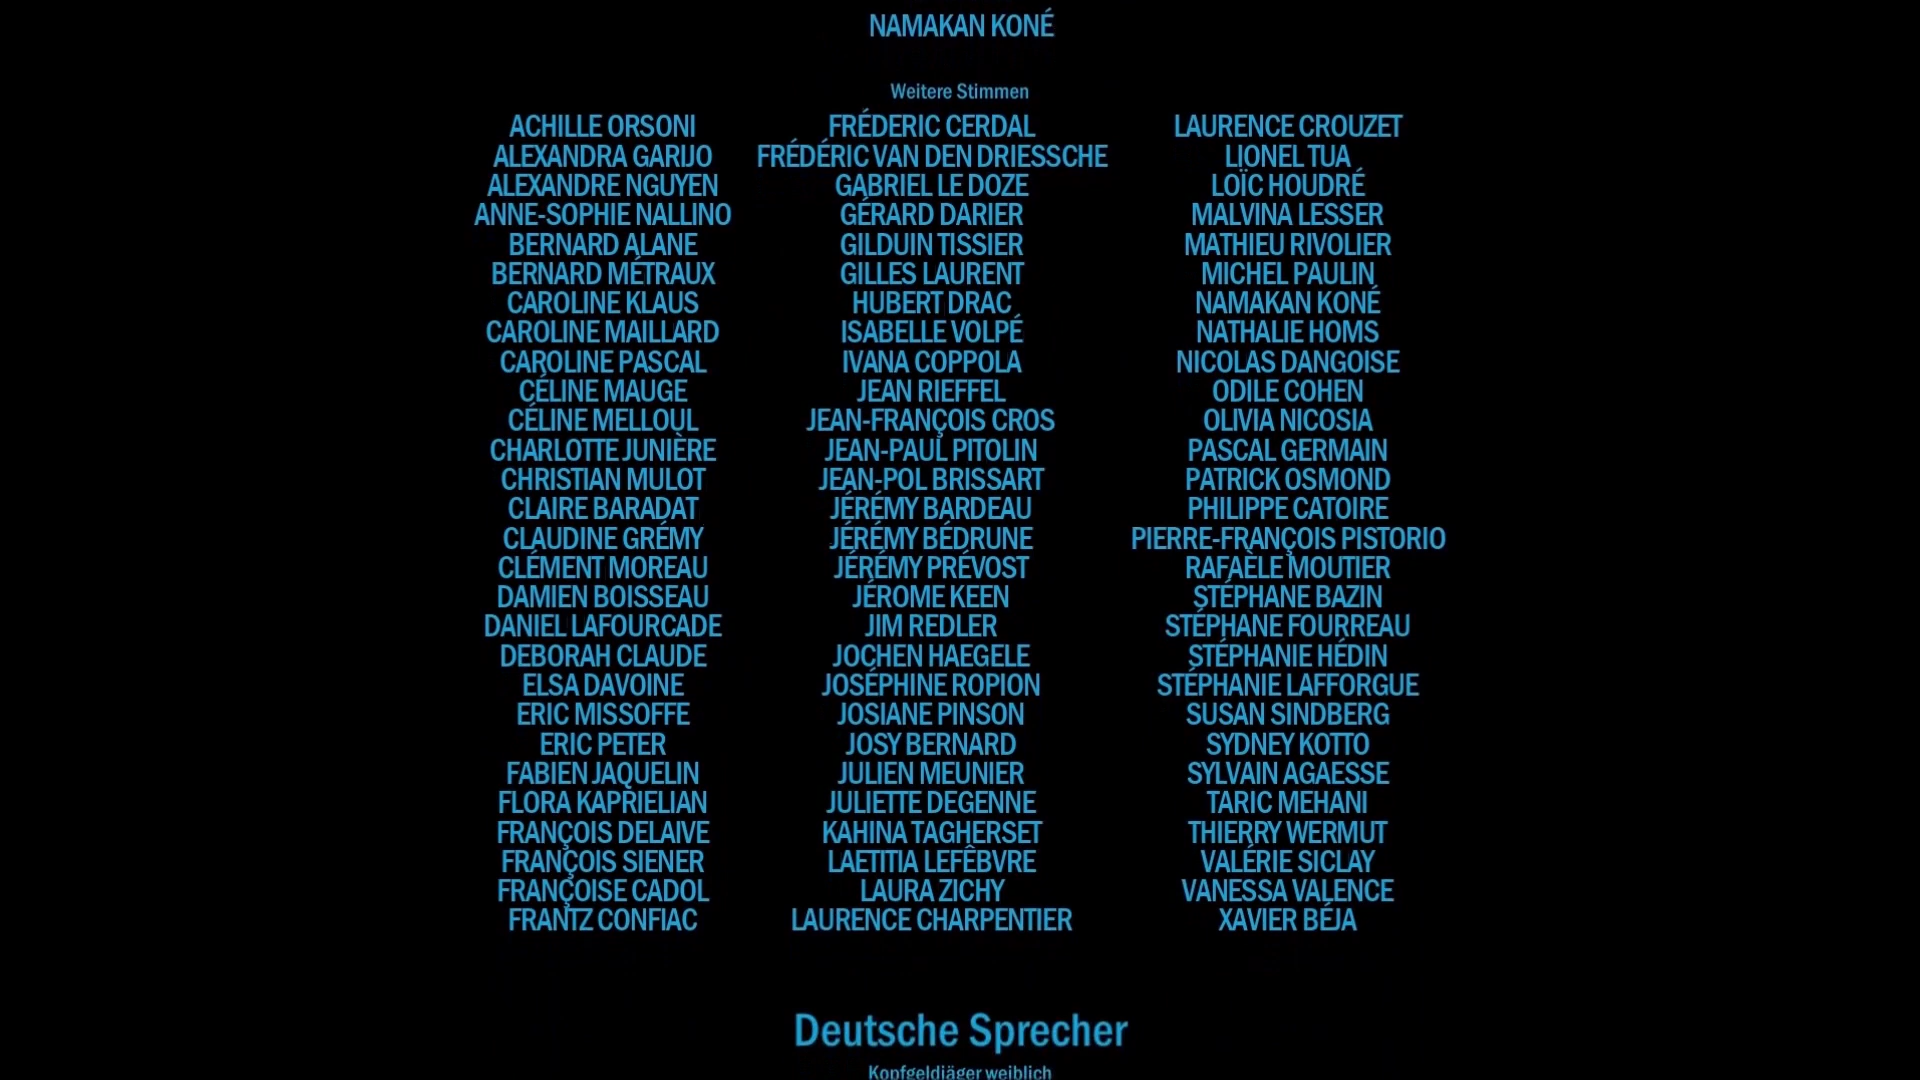 NAMAKAN KONÉ
Weitere Stimmen
ACHILLE ORSONI
ALEXANDRA GARIJO
ALEXANDRE NGUYEN
ANNE-SOPHIE NALLINO
BERNARD ALANE
BERNARD MÉTRAUX
CAROLINE KLAUS
CAROLINE MAILLARD
CAROLINE PASCAL
CÉLINE MAUGE
CÉLINE MELLOUL
CHARLOTTE JUNIÈRE
CHRISTIAN MULOT
CLAIRE BARADAT
CLAUDINE GRÉMY
CLÉMENT MOREAU
DAMIEN BOISSEAU
DANIEL LAFOURCADE
DEBORAH CLAUDE
ELSA DAVOINE
ERIC MISSOFFE
ERIC PETER
FABIEN JAQUELIN
FLORA KAPRIELIAN
FRANÇOIS DELAIVE
FRANÇOIS SIENER
FRANÇOISE CADOL
FRANTZ CONFIAC
FRÉDERIC CERDAL
FRÉDÉRIC VAN DEN DRIESSCHE
GABRIEL LE DOZE
GÉRARD DARIER
GILDUIN TISSIER
GILLES LAURENT
HUBERT DRAC
ISABELLE VOLPÉ
IVANA COPPOLA
JEAN RIEFFEL
JEAN-FRANÇOIS CROS
JEAN-PAUL PITOLIN
JEAN-POL BRISSART
JÉRÉMY BARDEAU
JÉRÉMY BÉDRUNE
JÉRÉMY PRÉVOST
JÉROME KEEN
JIM REDLER
JOCHEN HAEGELE
JOSÉPHINE ROPION
JOSIANE PINSON
JOSY BERNARD
JULIEN MEUNIER
JULIETTE DEGENNE
KAHINA TAGHERSET
LAETITIA LEFÊBVRE
LAURA ZICHY
LAURENCE CHARPENTIER
LAURENCE CROUZET
LIONEL TUA
LOÏC HOUDRÉ
MALVINA LESSER
MATHIEU RIVOLIER
MICHEL PAULIN
NAMAKAN KONÉ
NATHALIE HOMS
NICOLAS DANGOISE
ODILE COHEN
OLIVIA NICOSIA
PASCAL GERMAIN
PATRICK OSMOND
PHILIPPE CATOIRE
PIERRE-FRANÇOIS PISTORIO
RAFAÈLE MOUTIER
STÉPHANE BAZIN
STÉPHANE FOURREAU
STÉPHANIE HÉDIN
STÉPHANIE LAFFORGUE
SUSAN SINDBERG
SYDNEY KOTTO
SYLVAIN AGAESSE
TARIC MEHANI
THIERRY WERMUT
VALÉRIE SICLAY
VANESSA VALENCE
XAVIER BÉJA
Deutsche Sprecher
Kopfgeldjäger weiblich